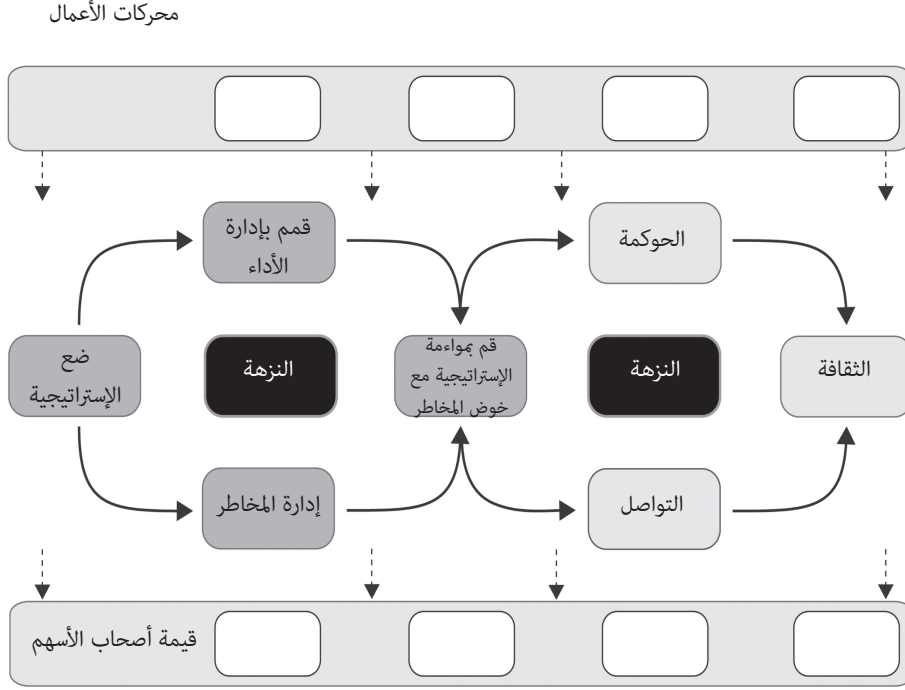 محركات الأعمال
قمم بإدارة
الأداء
الحوكمة
ضع
الإستراتيجية
النزهة
قم بمواءمة
الإستراتيجية مع
خوض المخاطر
النزهة
الثقافة
إدارة المخاطر
التواصل
قيمة أصحاب الأسهم